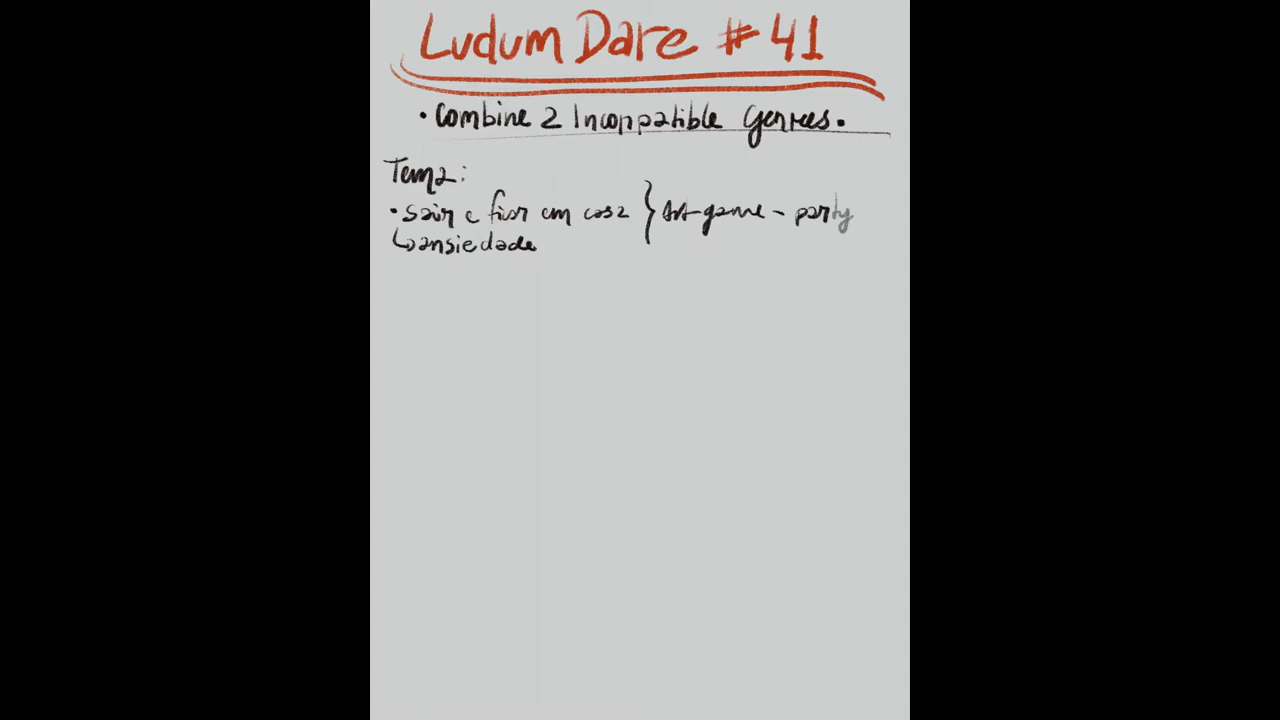 Ludum Dare #41
• Combine 2 Incompatible Genres.
Tema:
• sair e ficar em casa } Art-game - party
↳ ansiedade